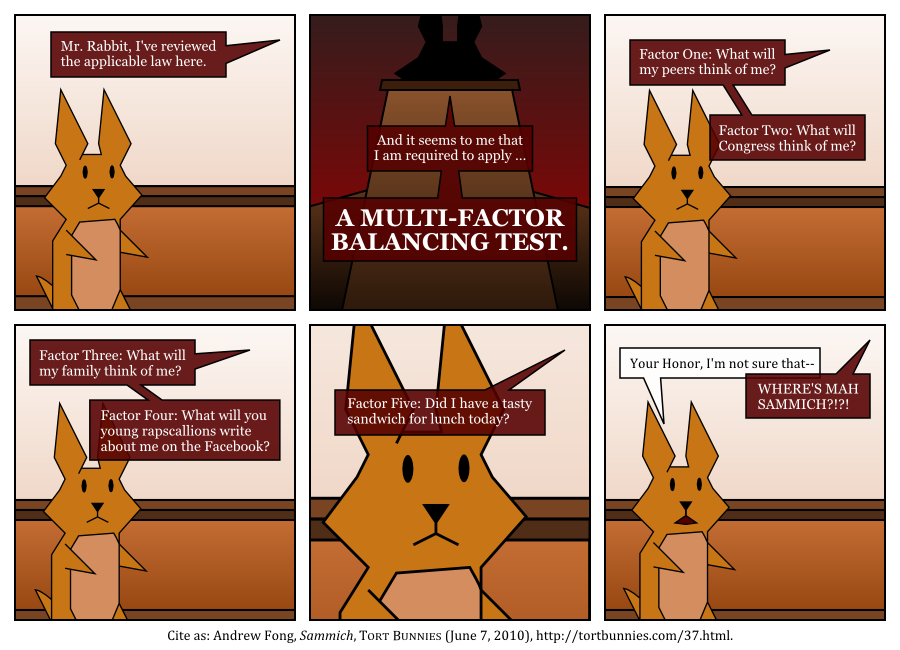 Mr. Rabbit, I've reviewed
the applicable law here.
And it seems to me that
I am required to apply ...
A MULTI-FACTOR
BALANCING TEST.
Factor One: What will
my peers think of me?
Factor Two: What will
Congress think of me?
Factor Three: What will
my family think of me?
Factor Four: What will you
young rapscallions write
about me on the Facebook?
Factor Five: Did I have a tasty
sandwich for lunch today?
Your Honor, I'm not sure that--
WHERE'S MAH
SAMMICH?!?!
Cite as: Andrew Fong, Sammich, TORT BUNNIES (June 7, 2010), http://tortbunnies.com/37.html.